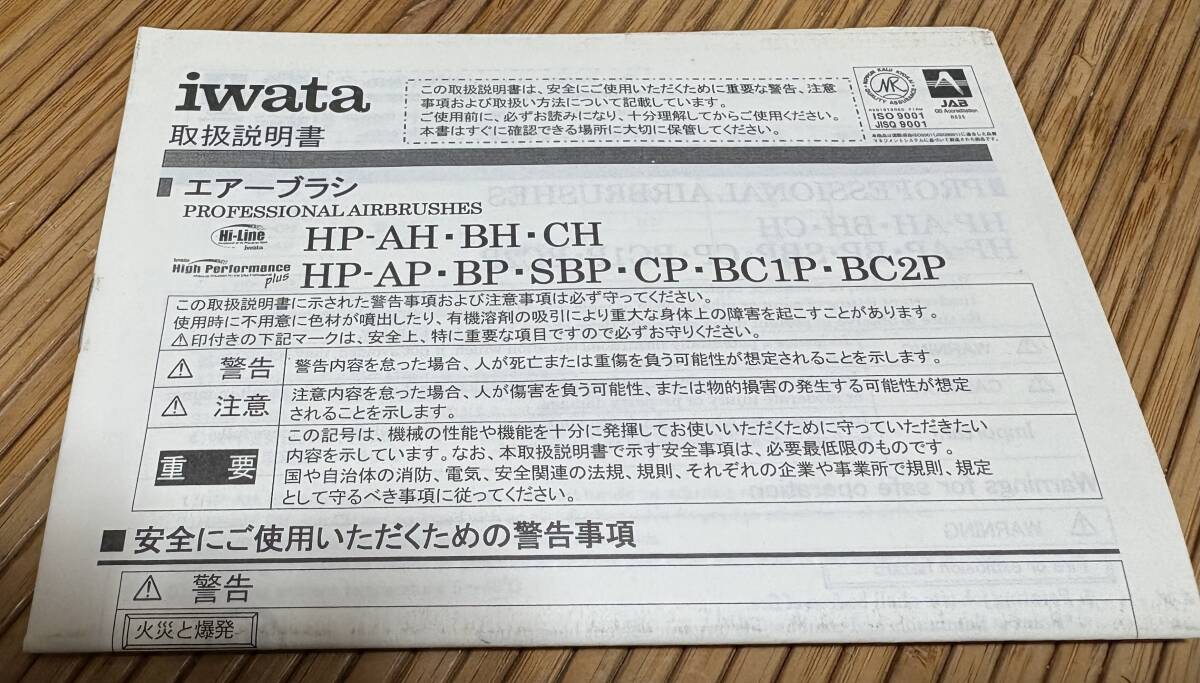 iwata
取扱説明書
この取扱説明書は、安全にご使用いただくために重要な警告、注意
事項および取扱い方法について記載しています。
ご使用前に、必ずお読みになり、十分理解してからご使用ください。
本書はすぐに確認できる場所に大切に保管してください。
NR
ISO 9001
JISQ 9001
JAB
エアーブラシ
PROFESSIONAL AIRBRUSHES
Hi-Line
iwata
HP-AH・BH・CH
High Performance
plus
HP-AP・BP・SBP・CP・BC1P・BC2P
この取扱説明書に示された警告事項および注意事項は必ず守ってください。
使用時に不用意に色材が噴出したり、有機溶剤の吸引により重大な身体上の障害を起こすことがあります。
⚠印付きの下記マークは、安全上、特に重要な項目ですので必ずお守りください。
⚠ 警告
警告内容を怠った場合、人が死亡または重傷を負う可能性が想定されることを示します。
⚠ 注意
注意内容を怠った場合、人が傷害を負う可能性、または物的損害の発生する可能性が想定
されることを示します。
重要
この記号は、機械の性能や機能を十分に発揮してお使いいただくために守っていただきたい
内容を示しています。なお、本取扱説明書で示す安全事項は、必要最低限のものです。
国や自治体の消防、電気、安全関連の法規、規則、それぞれの企業や事業所で規則、規定
として守るべき事項に従ってください。
■ 安全にご使用いただくための警告事項
⚠ 警告
火災と爆発